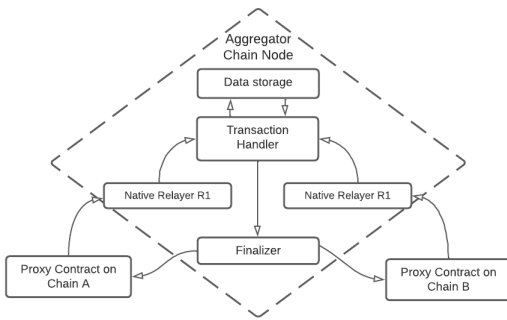 Aggregator
Chain Node
Data storage
Transaction
Handler
Native Relayer R1
Native Relayer R1
Finalizer
Proxy Contract on
Chain A
Proxy Contract on
Chain B